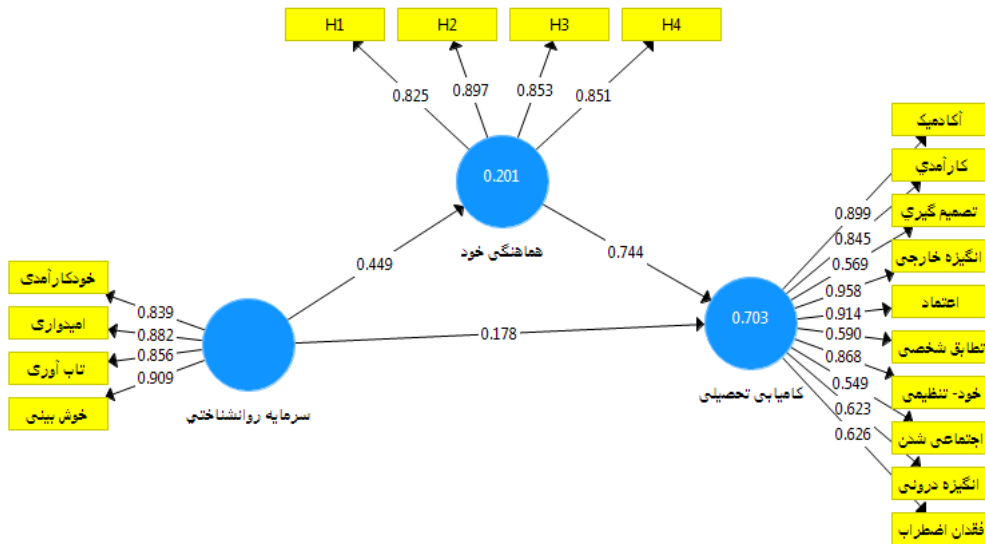 H1
H2
H3
H4
0.825
0.897
0.853
0.851
0.201
هماهنگی خود
0.449
0.744
0.178
خودکارآمدی
امیدواری
تاب آوری
خوش بینی
0.839
0.882
0.856
0.909
سرمایه روانشناختي
0.703
کامیابی تحصیلی
0.899
0.845
0.569
0.958
0.914
0.590
0.868
0.549
0.623
0.626
آکادمیک
کارآمدي
تصمیم گیري
انگیزه خارجی
اعتماد
تطابق شخصی
خود- تنظیمی
اجتماعی شدن
انگیزه درونی
فقدان اضطراب